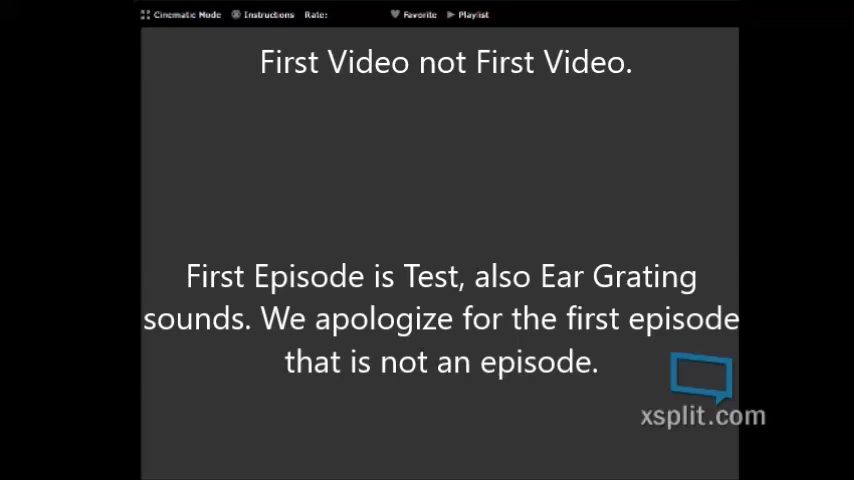 Cinematic Mode Instructions Rate: Favorite Playlist
First Video not First Video.
First Episode is Test, also Ear Grating
sounds. We apologize for the first episode
that is not an episode.
xsplit.com